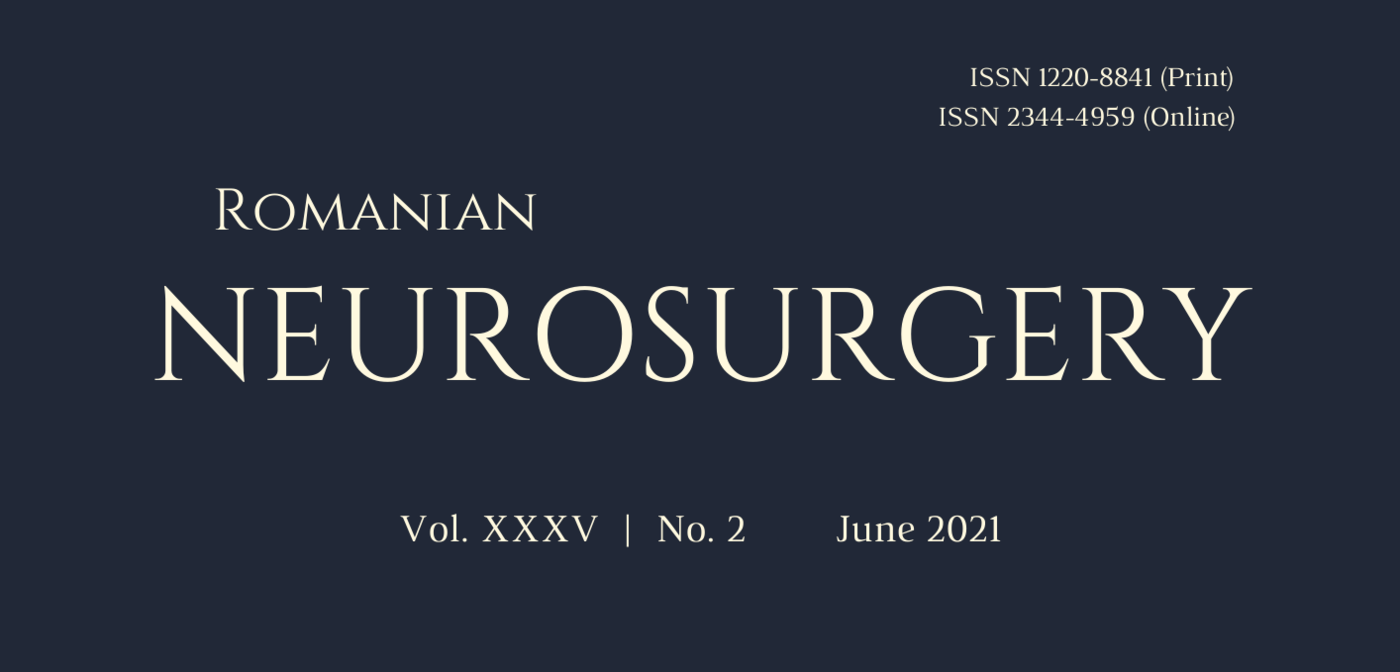 ISSN 1220-8841 (Print)
ISSN 2344-4959 (Online)
ROMANIAN
NEUROSURGERY
Vol. XXXV | No. 2 June 2021